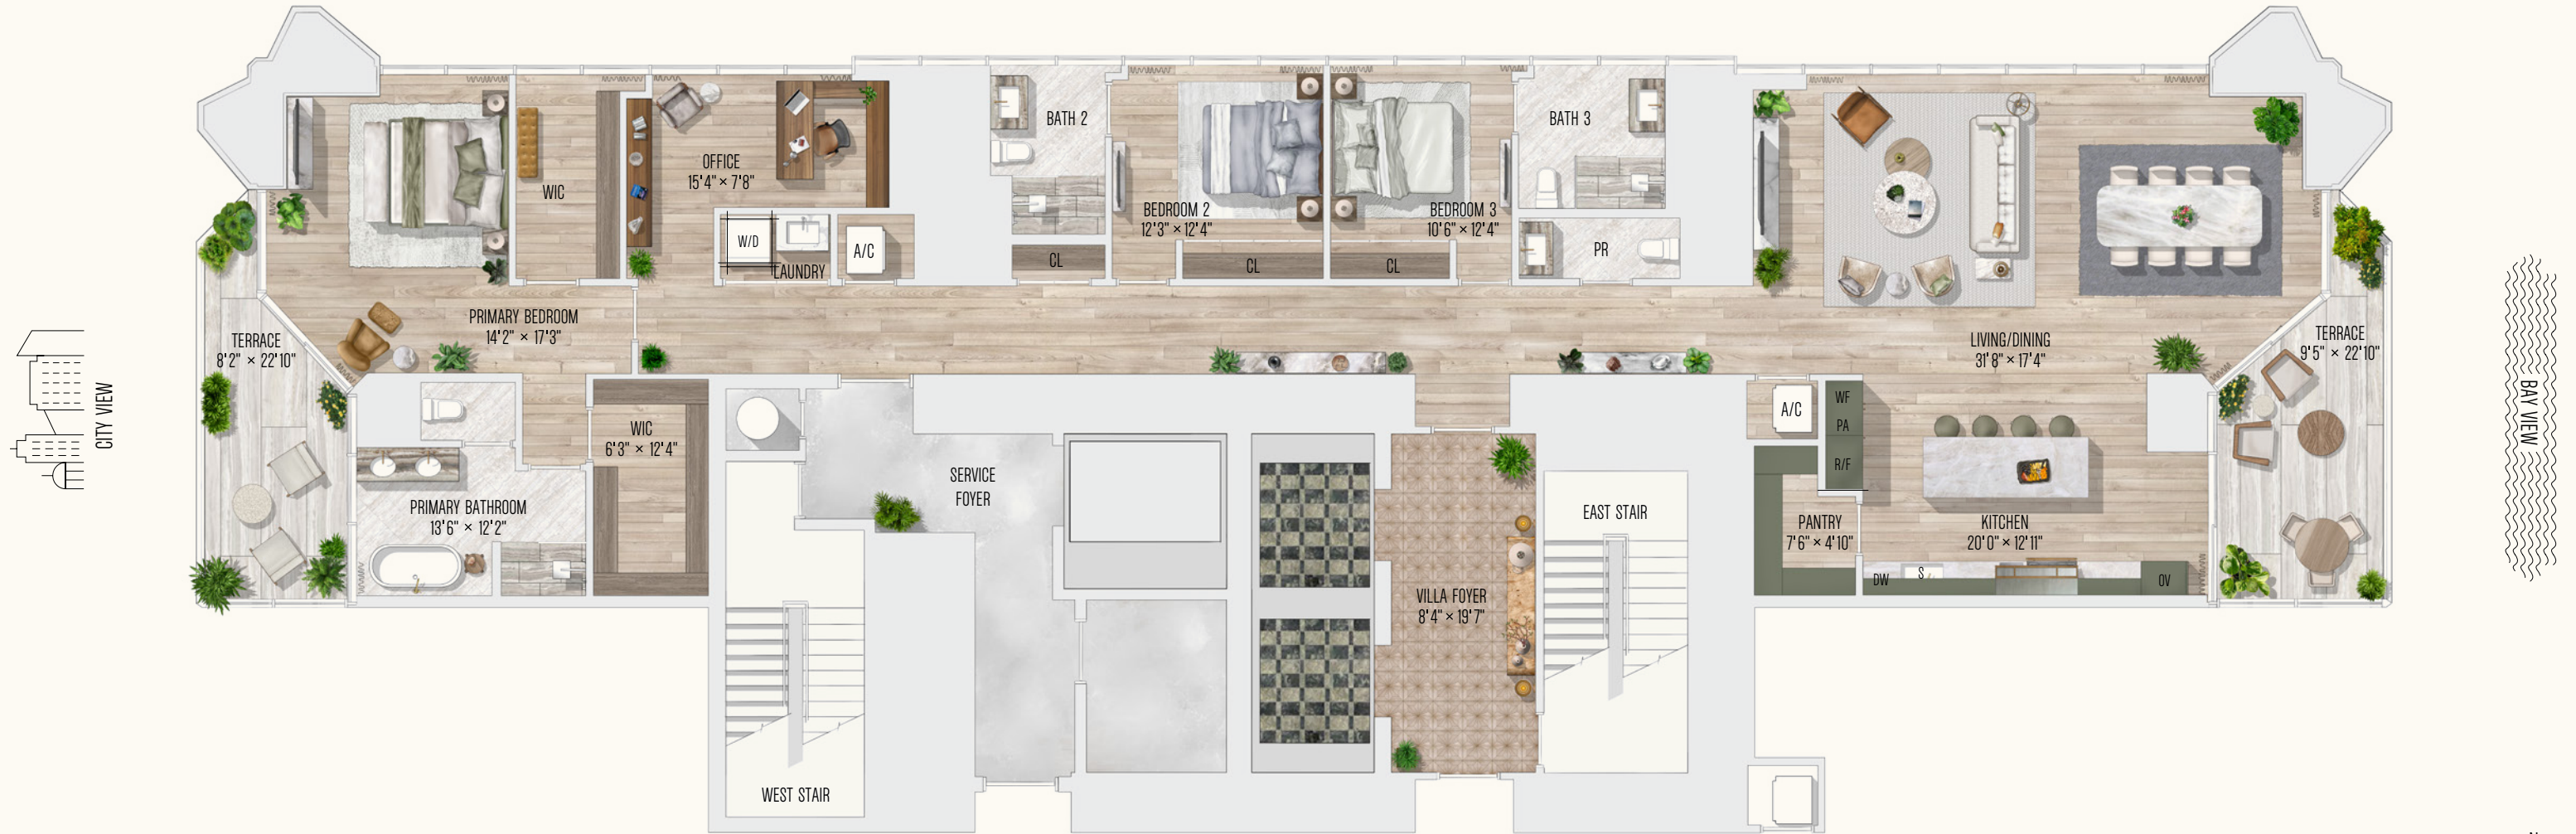 CITY VIEW
TERRACE
8'2" × 22'10"
PRIMARY BEDROOM
14'2" × 17'3"
WIC
OFFICE
15'4" × 7'8"
W/D
LAUNDRY
A/C
BATH 2
CL
BEDROOM 2
12'3" × 12'4"
CL
BEDROOM 3
10'6" × 12'4"
CL
BATH 3
PR
LIVING/DINING
31'8" × 17'4"
TERRACE
9'5" × 22'10"
BAY VIEW
WIC
6'3" × 12'4"
PRIMARY BATHROOM
13'6" × 12'2"
SERVICE
FOYER
WEST STAIR
VILLA FOYER
8'4" × 19'7"
EAST STAIR
A/C
WF
PA
R/F
PANTRY
7'6" × 4'10"
KITCHEN
20'0" × 12'11"
DW
S
OV